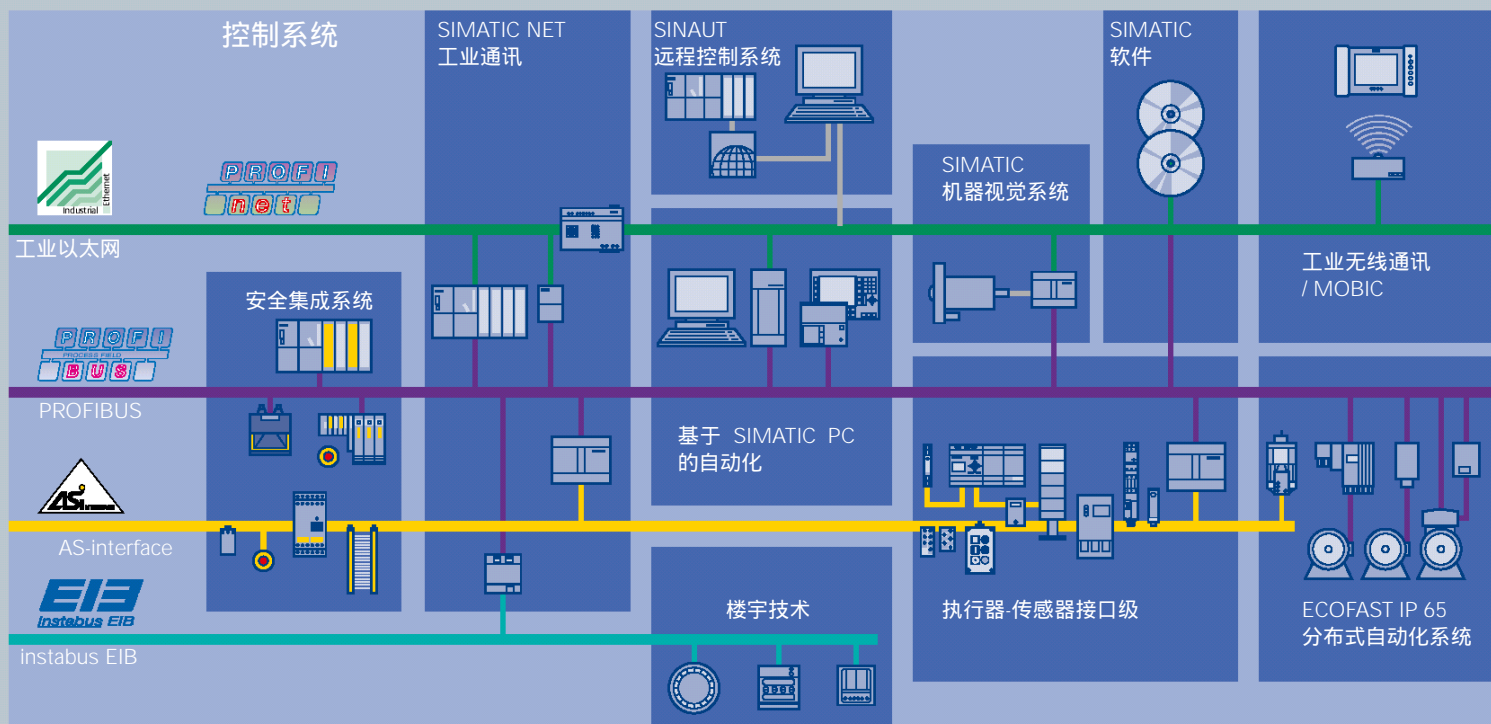 控制系统
SIMATIC NET
工业通讯
SINAUT
远程控制系统
SIMATIC
软件
SIMATIC
机器视觉系统
Industrial
Ethernet
PROFI
net
工业以太网
工业无线通讯
/ MOBIC
安全集成系统
PROFI
PROCESS FIELD
BUS
PROFIBUS
基于 SIMATIC PC
的自动化
ASi
AS-interface
EIB
Instabus EIB
instabus EIB
楼宇技术
执行器-传感器接口级
ECOFAST IP 65
分布式自动化系统